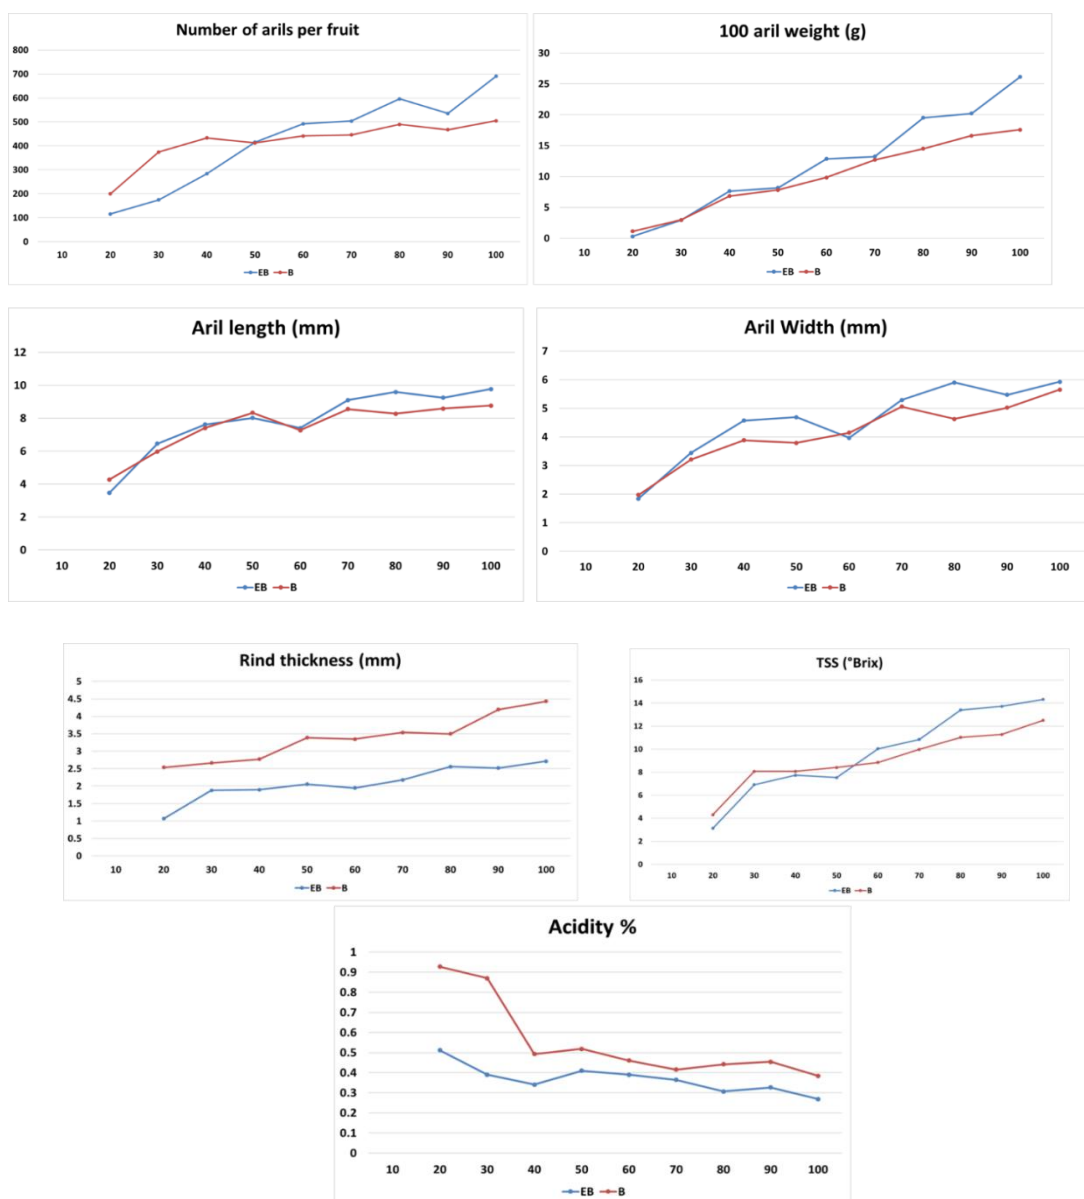 Number of arils per fruit
800
700
600
500
400
300
200
100
0
10 20 30 40 50 60 70 80 90 100
EB B
100 aril weight (g)
30
25
20
15
10
5
0
10 20 30 40 50 60 70 80 90 100
EB B
Aril length (mm)
12
10
8
6
4
2
0
10 20 30 40 50 60 70 80 90 100
EB B
Aril Width (mm)
7
6
5
4
3
2
1
0
10 20 30 40 50 60 70 80 90 100
EB B
Rind thickness (mm)
5
4.5
4
3.5
3
2.5
2
1.5
1
0.5
0
10 20 30 40 50 60 70 80 90 100
EB B
TSS (°Brix)
16
14
12
10
8
6
4
2
0
10 20 30 40 50 60 70 80 90 100
EB B
Acidity %
1
0.9
0.8
0.7
0.6
0.5
0.4
0.3
0.2
0.1
0
10 20 30 40 50 60 70 80 90 100
EB B